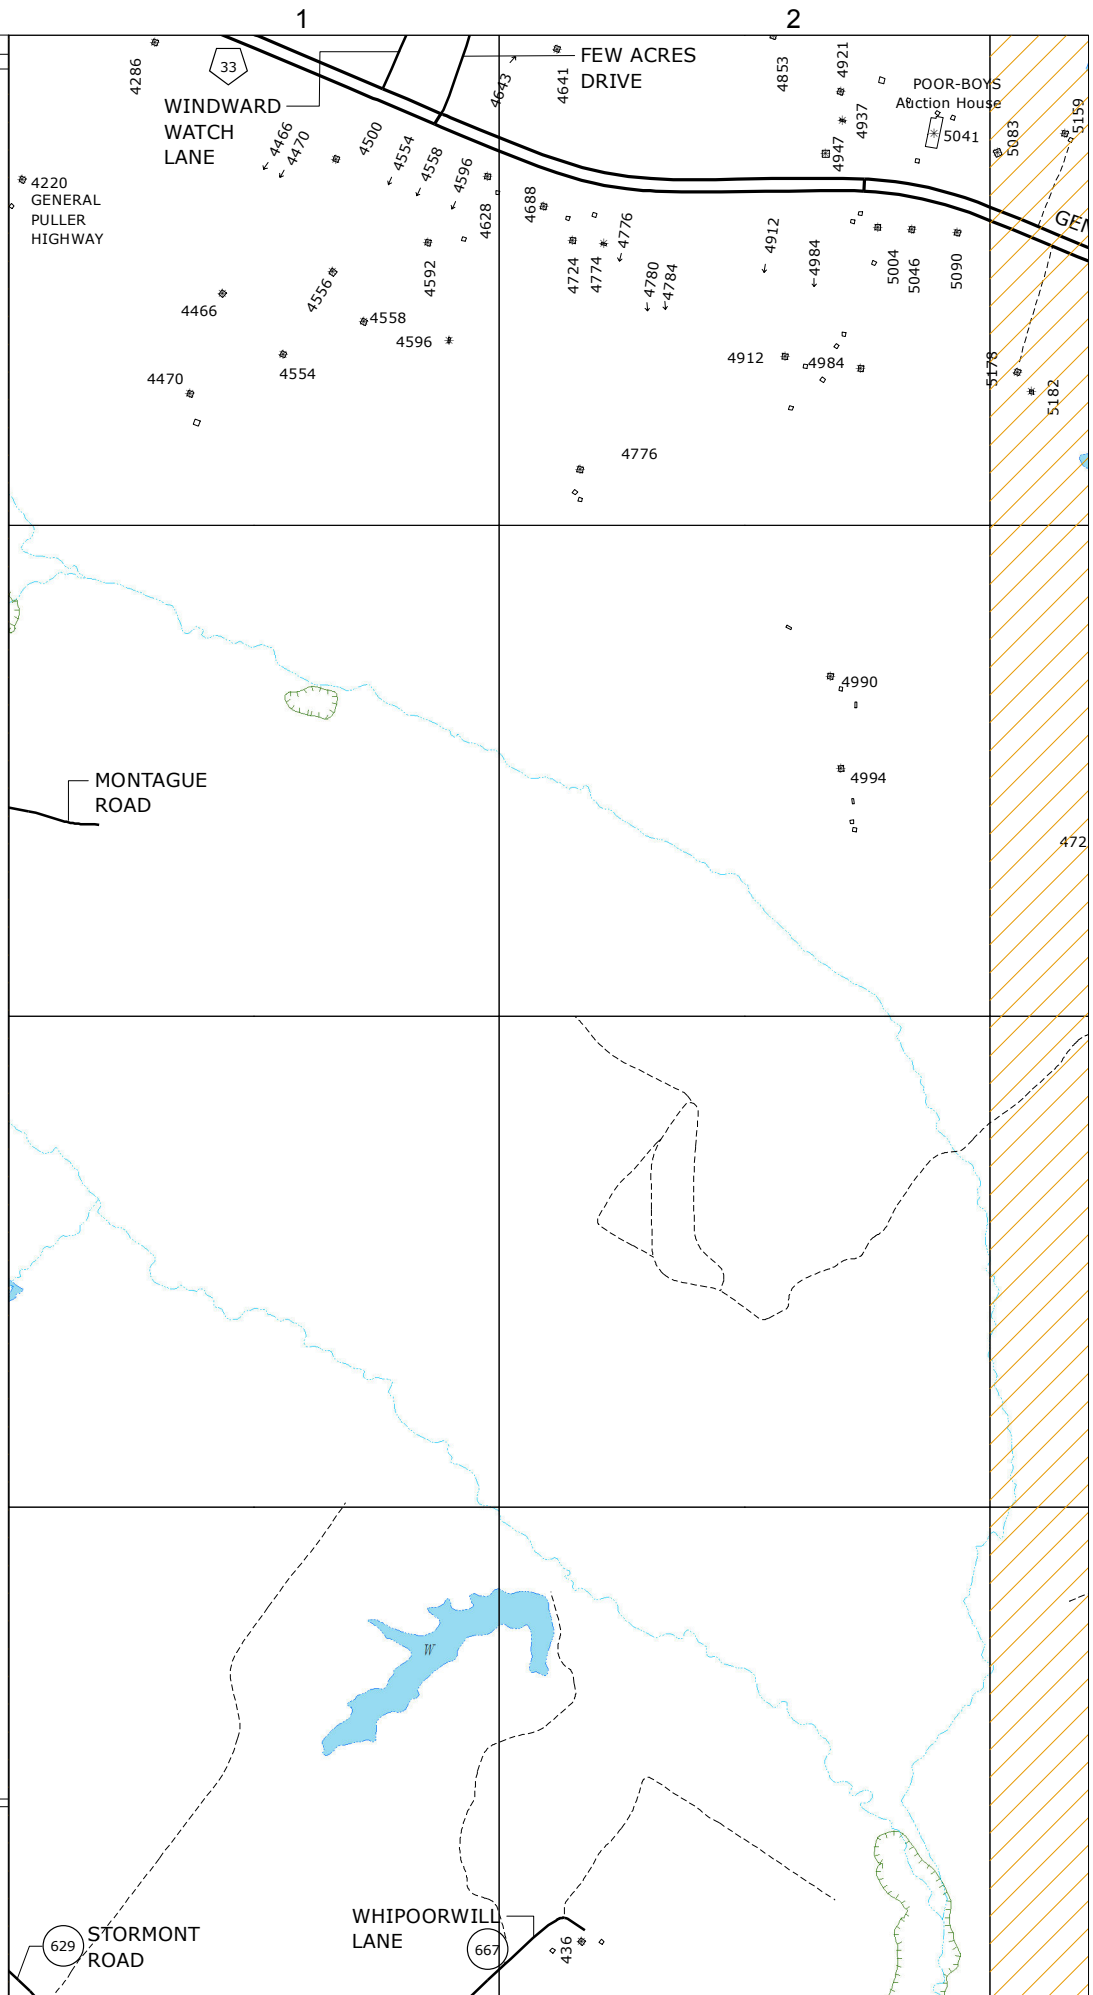 1
2
4286
33
WINDWARD
WATCH
LANE
FEW ACRES
DRIVE
4643
4641
4853
4921
4937
4947
POOR-BOYS
Auction House
5041
5083
5159
4466
4470
4500
4554
4558
4596
4628
4688
4220
GENERAL
PULLER
HIGHWAY
4592
4724
4774
4776
4780
4784
4912
4984
5004
5046
5090
GEN
4466
4556
4558
4596
4554
4470
4912
4984
5178
5182
4776
4990
4994
MONTAGUE
ROAD
472
W
629
STORMONT
ROAD
WHIPOORWILL
LANE
667
436